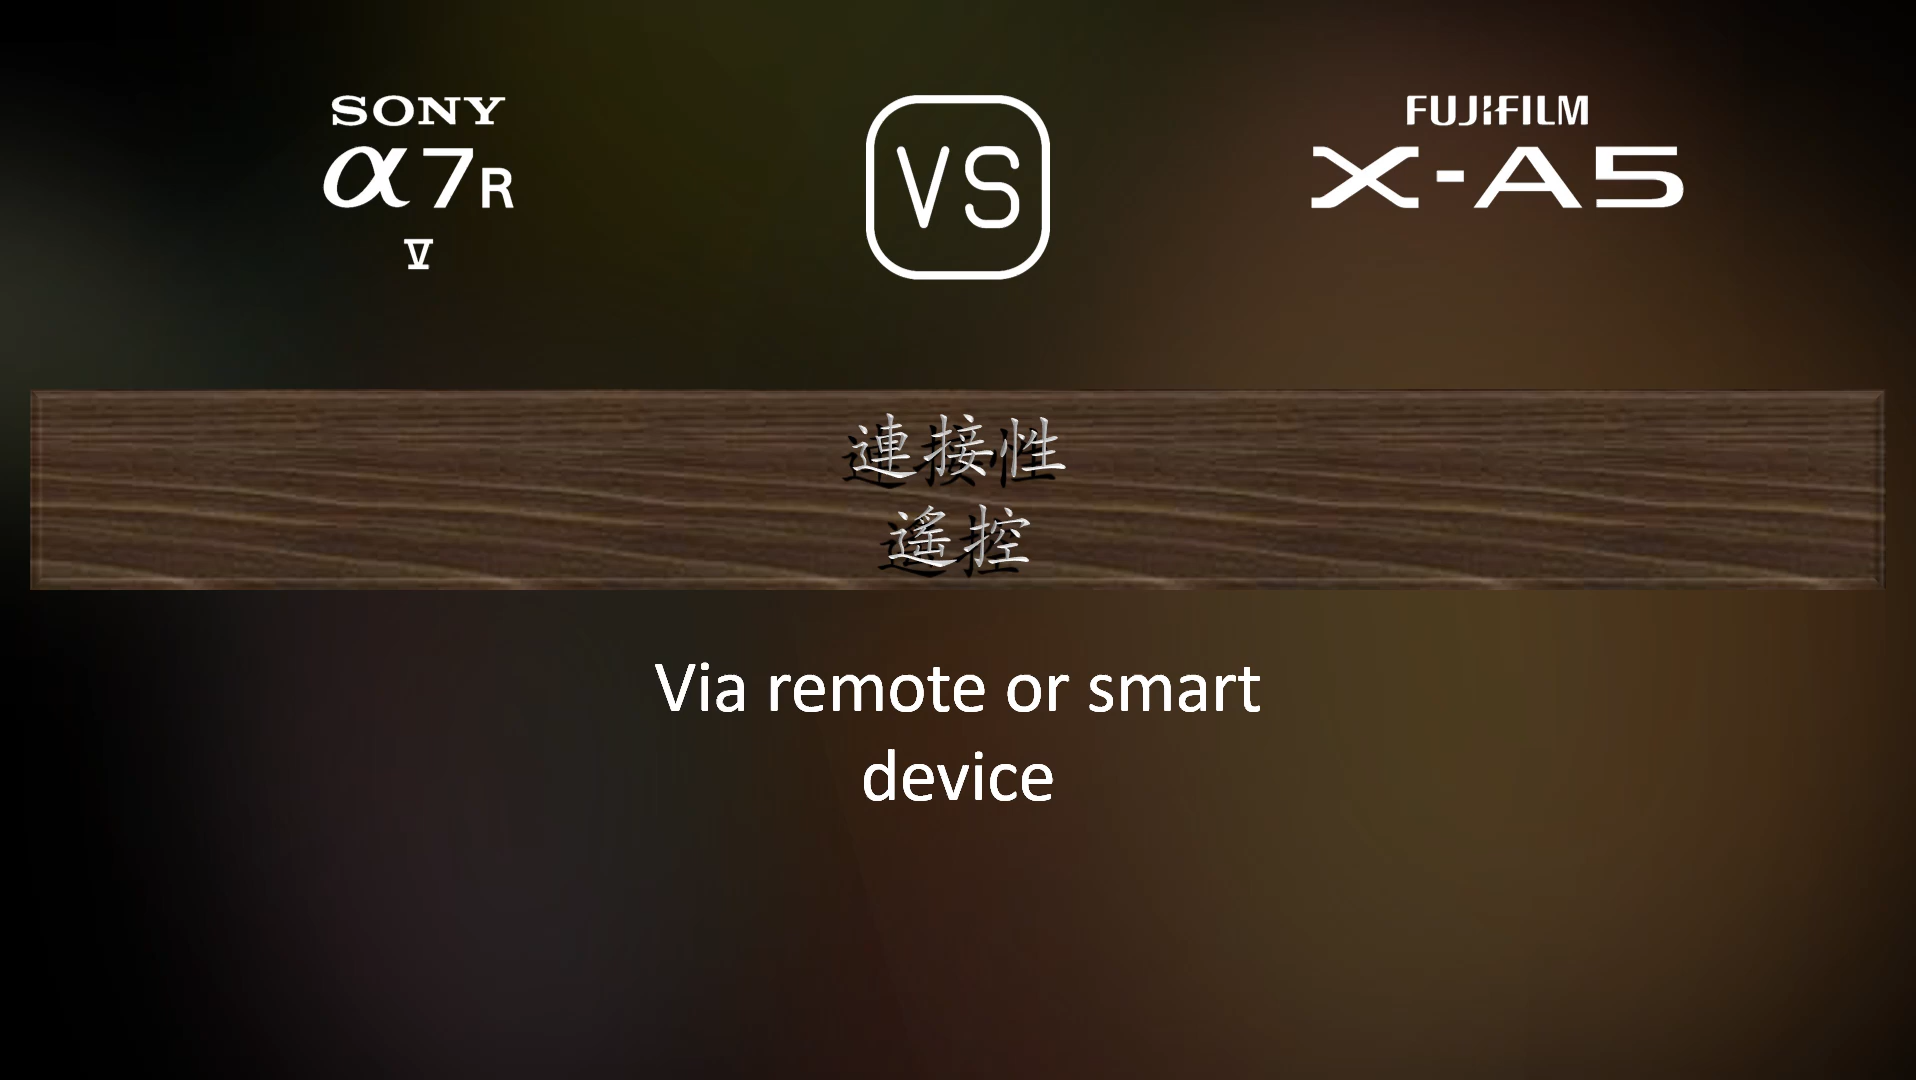 SONY
α7R
V
VS
FUJIFILM
X-A5
連接性
遙控
Via remote or smart
device